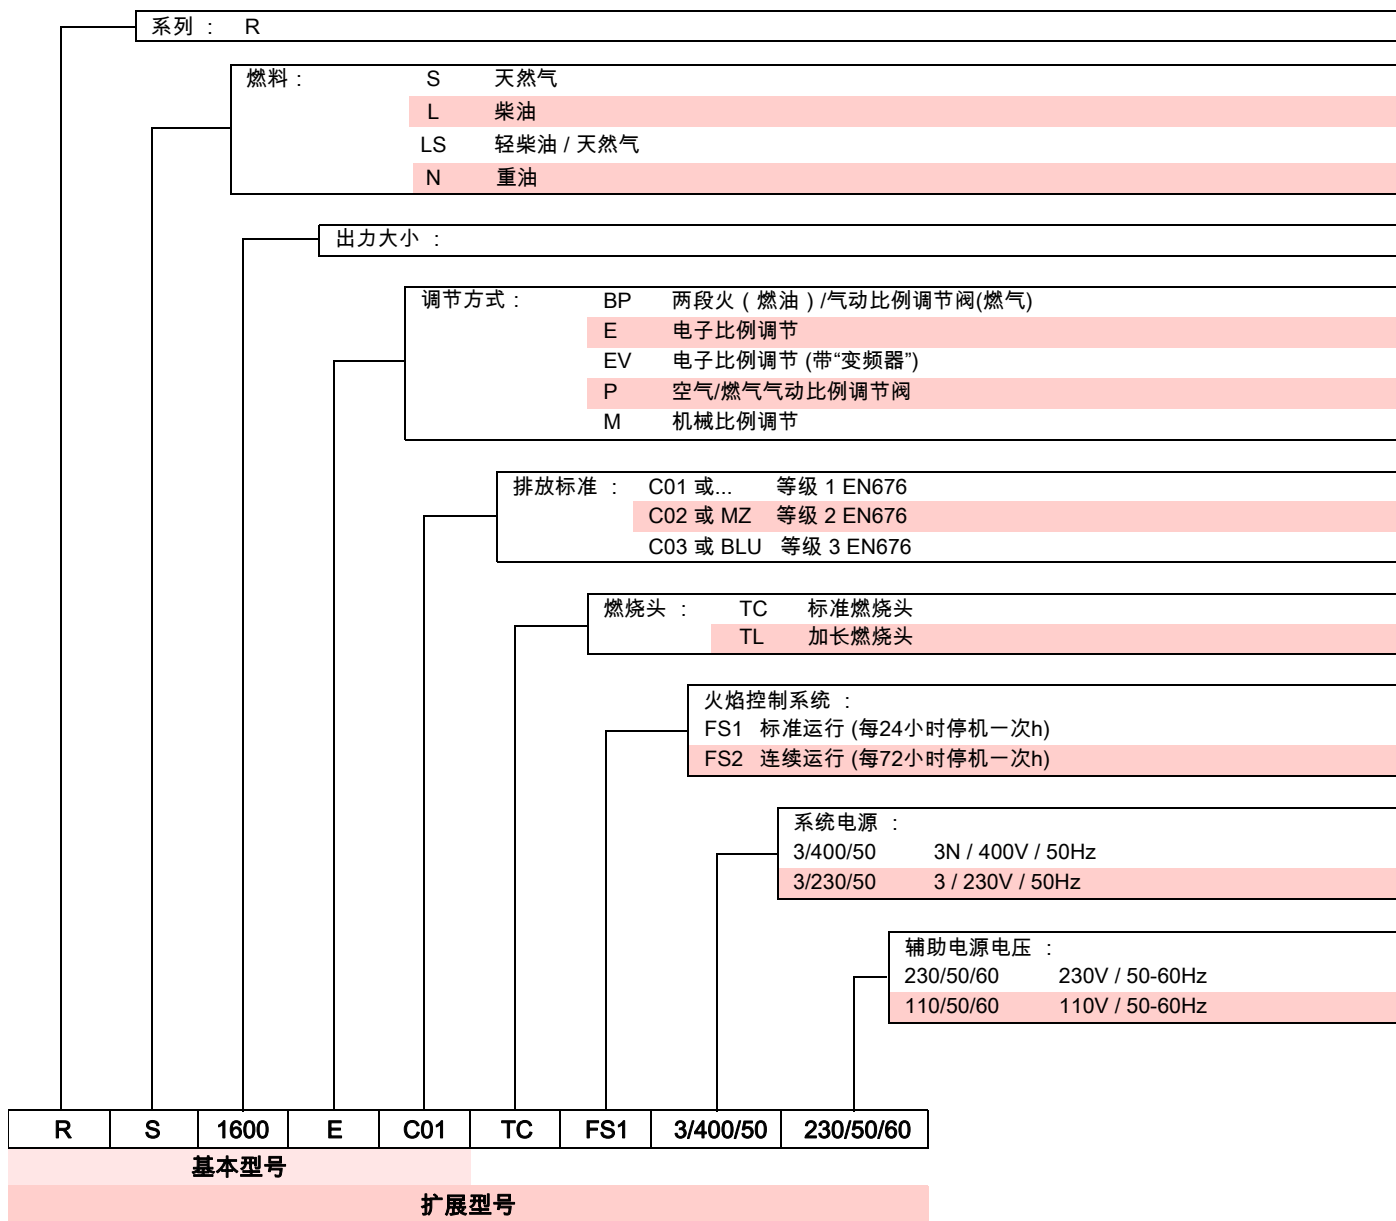 系列 : R
燃料 : S 天然气
L 柴油
LS 轻柴油 / 天然气
N 重油
出力大小 :
调节方式 : BP 两段火 ( 燃油 ) /气动比例调节阀(燃气)
E 电子比例调节
EV 电子比例调节 (带“变频器”)
P 空气/燃气气动比例调节阀
M 机械比例调节
排放标准 : C01 或... 等级 1 EN676
C02 或 MZ 等级 2 EN676
C03 或 BLU 等级 3 EN676
燃烧头 : TC 标准燃烧头
TL 加长燃烧头
火焰控制系统 :
FS1 标准运行 (每24小时停机一次h)
FS2 连续运行 (每72小时停机一次h)
系统电源 :
3/400/50 3N / 400V / 50Hz
3/230/50 3 / 230V / 50Hz
辅助电源电压 :
230/50/60 230V / 50-60Hz
110/50/60 110V / 50-60Hz
R S 1600 E C01 TC FS1 3/400/50 230/50/60
基本型号
扩展型号